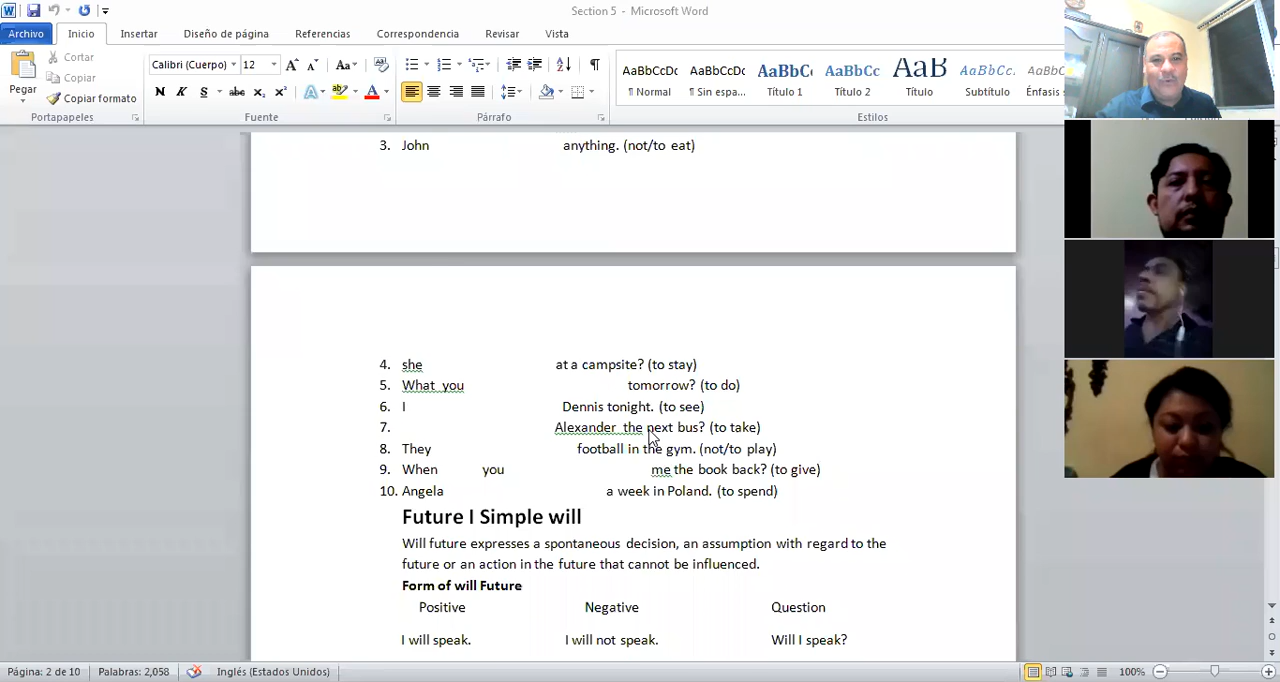 Section 5 - Microsoft Word
Archivo Inicio Insertar Diseño de página Referencias Correspondencia Revisar Vista
Pegar
Cortar
Copiar
Copiar formato
Portapapeles
Calibri (Cuerpo) 12
Fuente
Párrafo
AaBbCcDc AaBbCcDc AaBbC AaBbCc AaB AaBbCc. AaBbCc
¶ Normal ¶ Sin espa... Título 1 Título 2 Título Subtítulo Énfasis
Estilos
3. John anything. (not/to eat)
4. she at a campsite? (to stay)
5. What you tomorrow? (to do)
6. I Dennis tonight. (to see)
7. Alexander the next bus? (to take)
8. They football in the gym. (not/to play)
9. When you me the book back? (to give)
10. Angela a week in Poland. (to spend)
Future I Simple will
Will future expresses a spontaneous decision, an assumption with regard to the
future or an action in the future that cannot be influenced.
Form of will Future
Positive Negative Question
I will speak. I will not speak. Will I speak?
Página: 2 de 10 Palabras: 2,058 Inglés (Estados Unidos) 100%